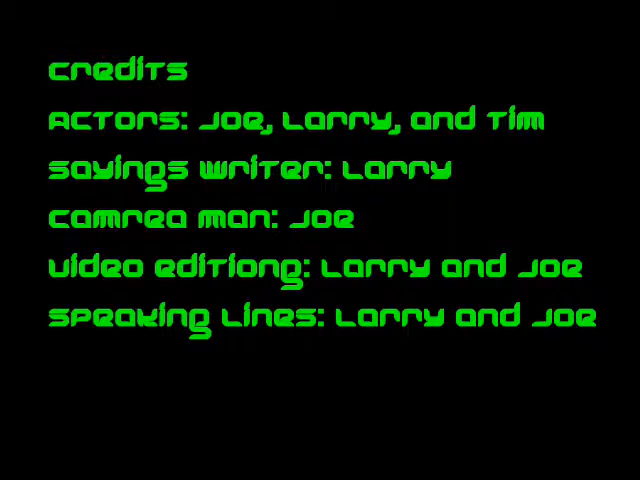 Credits
Actors: Joe, Larry, and Tim
Sayings Writer: Larry
Camrea man: Joe
Video editiong: Larry and Joe
Speaking Lines: Larry and Joe